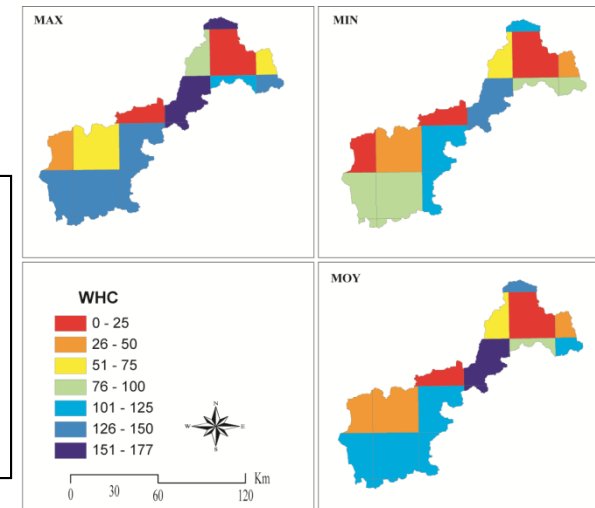 MAX
MIN
WHC
0 - 25
26 - 50
51 - 75
76 - 100
101 - 125
126 - 150
151 - 177
N
W E
S
Km
0 30 60 120
MOY